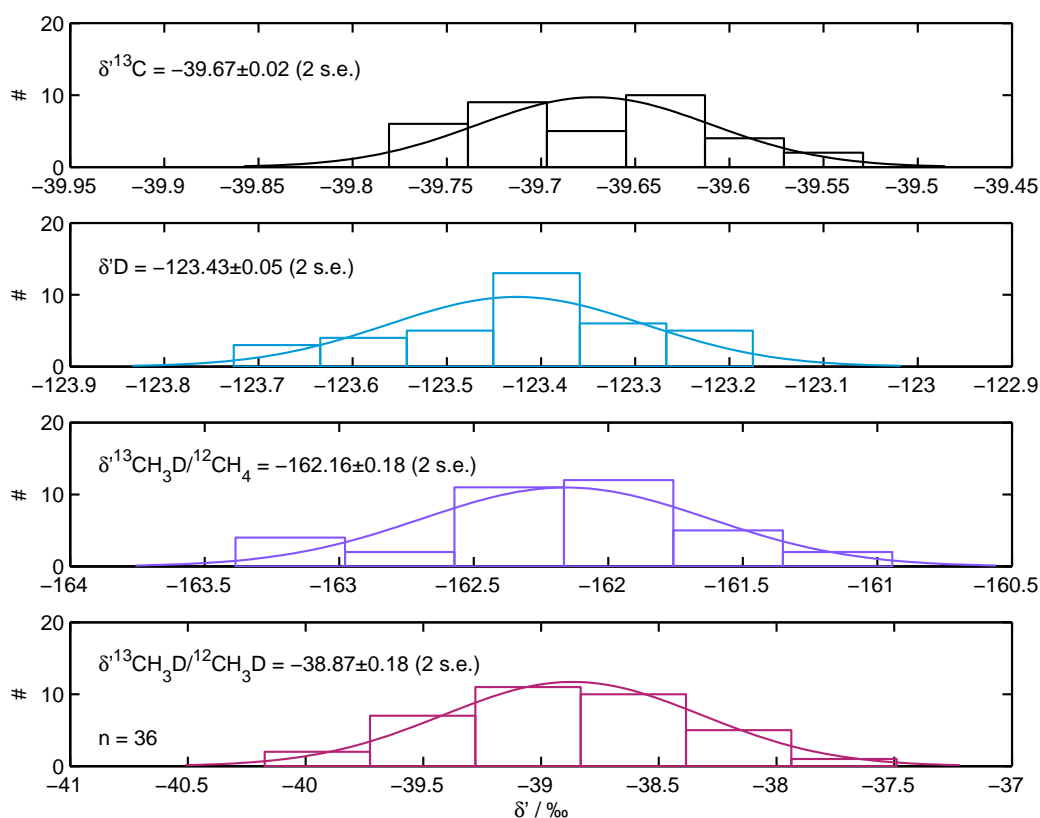 20
δ'¹³C = −39.67±0.02 (2 s.e.)
#
10
0
−39.95 −39.9 −39.85 −39.8 −39.75 −39.7 −39.65 −39.6 −39.55 −39.5 −39.45
20
δ'D = −123.43±0.05 (2 s.e.)
#
10
0
−123.9 −123.8 −123.7 −123.6 −123.5 −123.4 −123.3 −123.2 −123.1 −123 −122.9
20
δ'¹³CH₃D/¹²CH₄ = −162.16±0.18 (2 s.e.)
#
10
0
−164 −163.5 −163 −162.5 −162 −161.5 −161 −160.5
20
δ'¹³CH₃D/¹²CH₃D = −38.87±0.18 (2 s.e.)
#
10
n = 36
0
−41 −40.5 −40 −39.5 −39 −38.5 −38 −37.5 −37
δ' / ‰